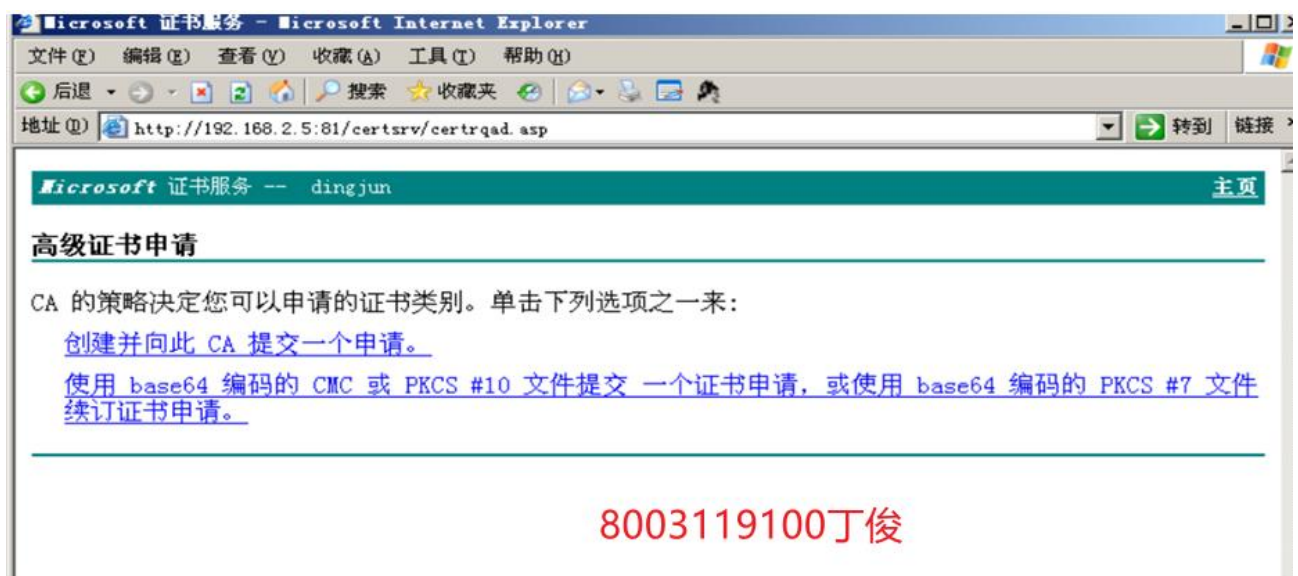 Microsoft 证书服务 - Microsoft Internet Explorer
文件(F) 编辑(E) 查看(V) 收藏(A) 工具(T) 帮助(H)
后退 搜索 收藏夹
地址(D) http://192.168.2.5:81/certsrv/certrqad.asp 转到 链接 »
Microsoft 证书服务 -- dingjun 主页
高级证书申请
CA 的策略决定您可以申请的证书类别。单击下列选项之一来:
创建并向此 CA 提交一个申请。
使用 base64 编码的 CMC 或 PKCS #10 文件提交 一个证书申请，或使用 base64 编码的 PKCS #7 文件
续订证书申请。
8003119100丁俊